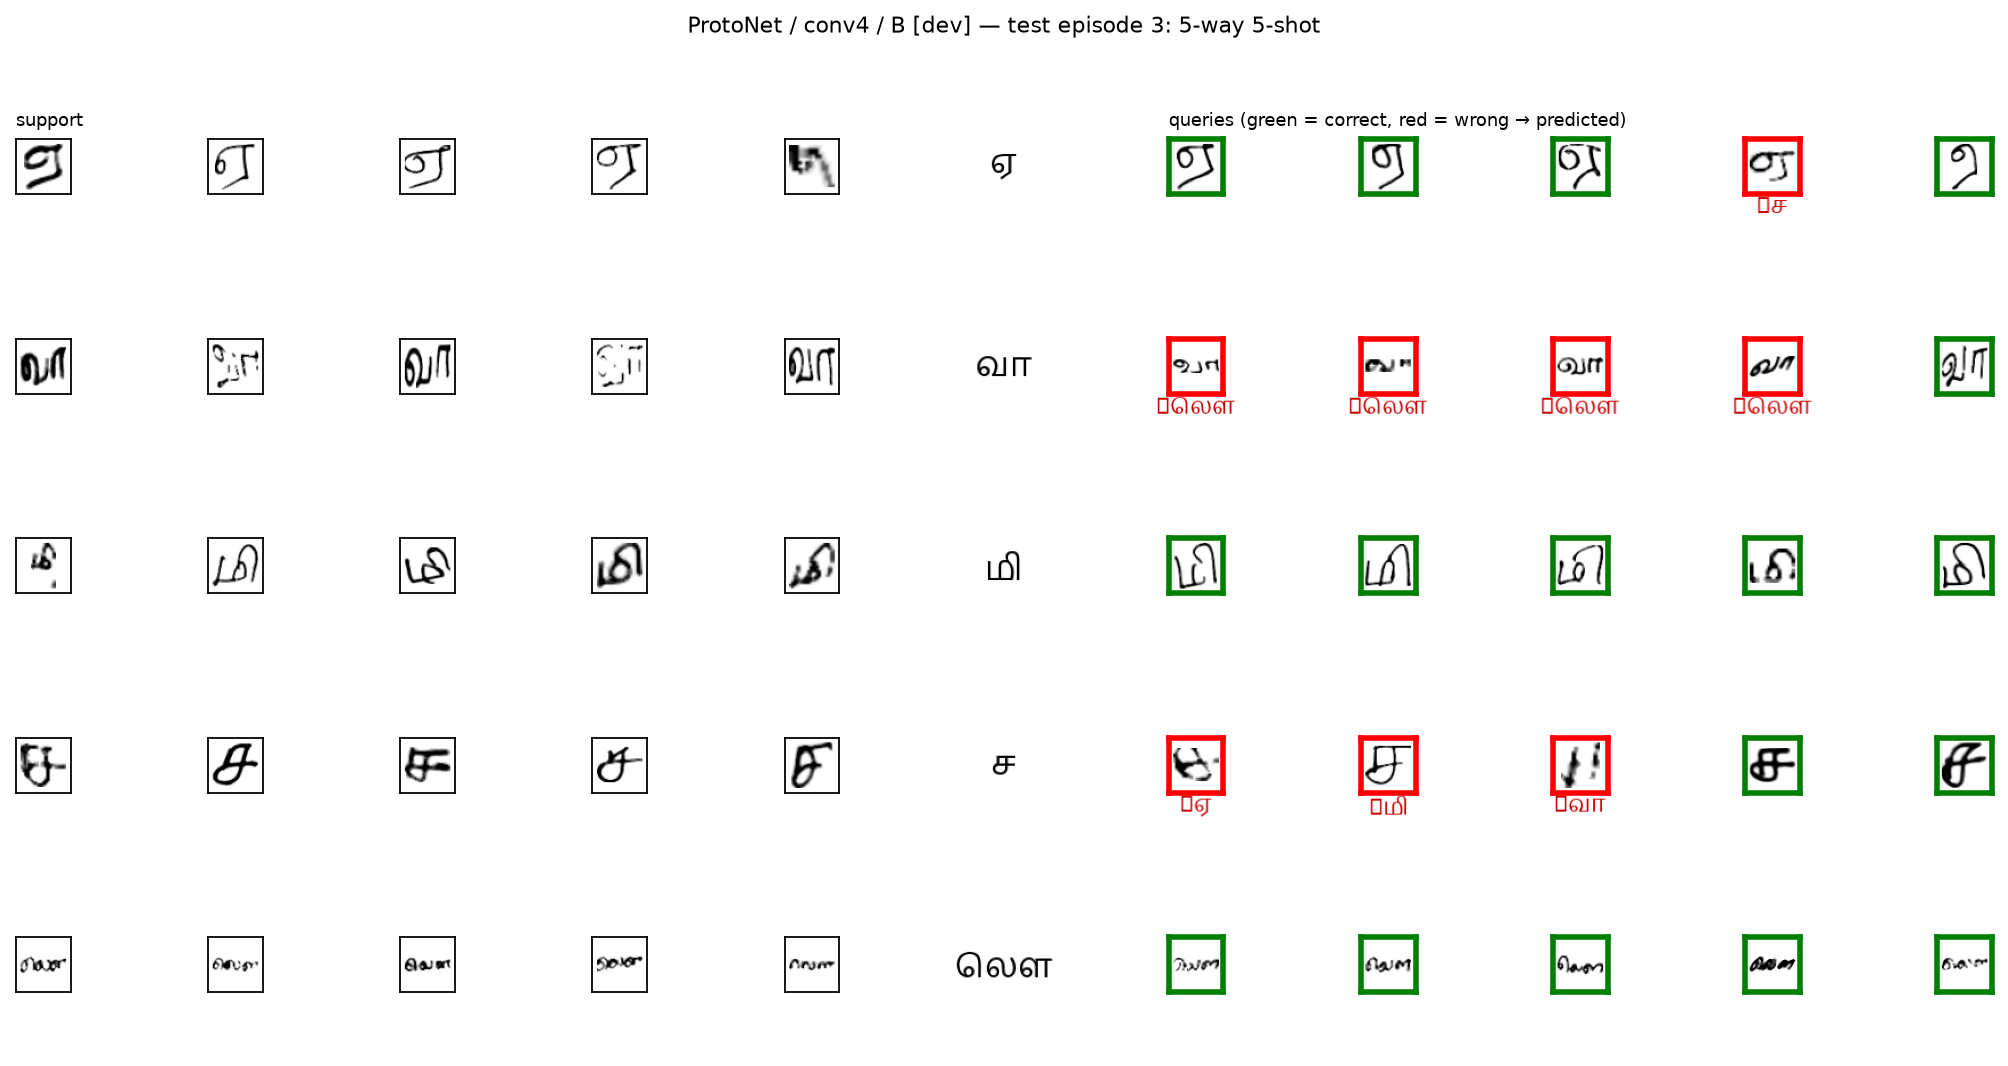 ProtoNet / conv4 / B [dev] — test episode 3: 5-way 5-shot
support
queries (green = correct, red = wrong → predicted)
ஏ ஏ ஏ ஏ ஏ ஏ ஏ ஏ ஏ ஏ
ச
வா வா வா வா வா வா வா வா வா
லௌ லௌ லௌ லௌ
மி மி மி மி மி மி மி மி மி மி மி
ச ச ச ச ச ச ச ச ச
ஏ மி வா
லௌ லௌ லௌ லௌ லௌ லௌ லௌ லௌ லௌ லௌ லௌ